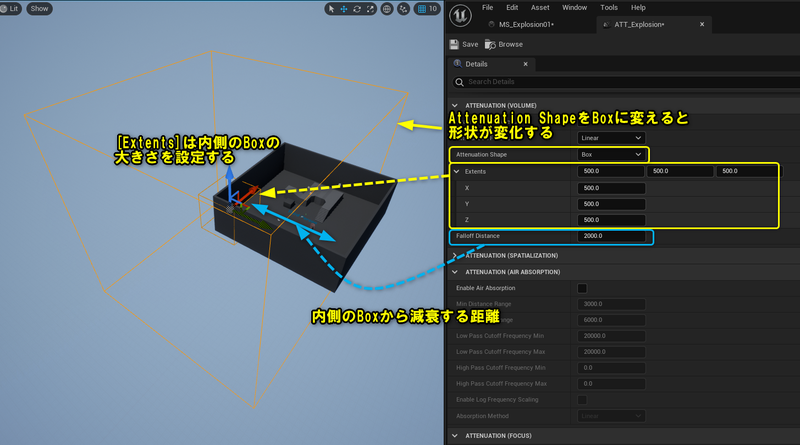 Lit
Show
10
File
Edit
Asset
Window
Tools
Help
MS_Explosion01*
ATT_Explosion*
Save
Browse
Details
Search Details
ATTENUATION (VOLUME)
Attenuation ShapeをBoxに変えると
形状が変化する
Linear
Attenuation Shape
Box
[Extents]は内側のBoxの
大きさを設定する
Extents
500.0
500.0
500.0
X
500.0
Y
500.0
Z
500.0
Falloff Distance
2000.0
ATTENUATION (SPATIALIZATION)
ATTENUATION (AIR ABSORPTION)
Enable Air Absorption
Min Distance Range
3000.0
内側のBoxから減衰する距離
6000.0
Low Pass Cutoff Frequency Min
20000.0
Low Pass Cutoff Frequency Max
20000.0
High Pass Cutoff Frequency Min
0.0
High Pass Cutoff Frequency Max
0.0
Enable Log Frequency Scaling
Absorption Method
Linear
ATTENUATION (FOCUS)